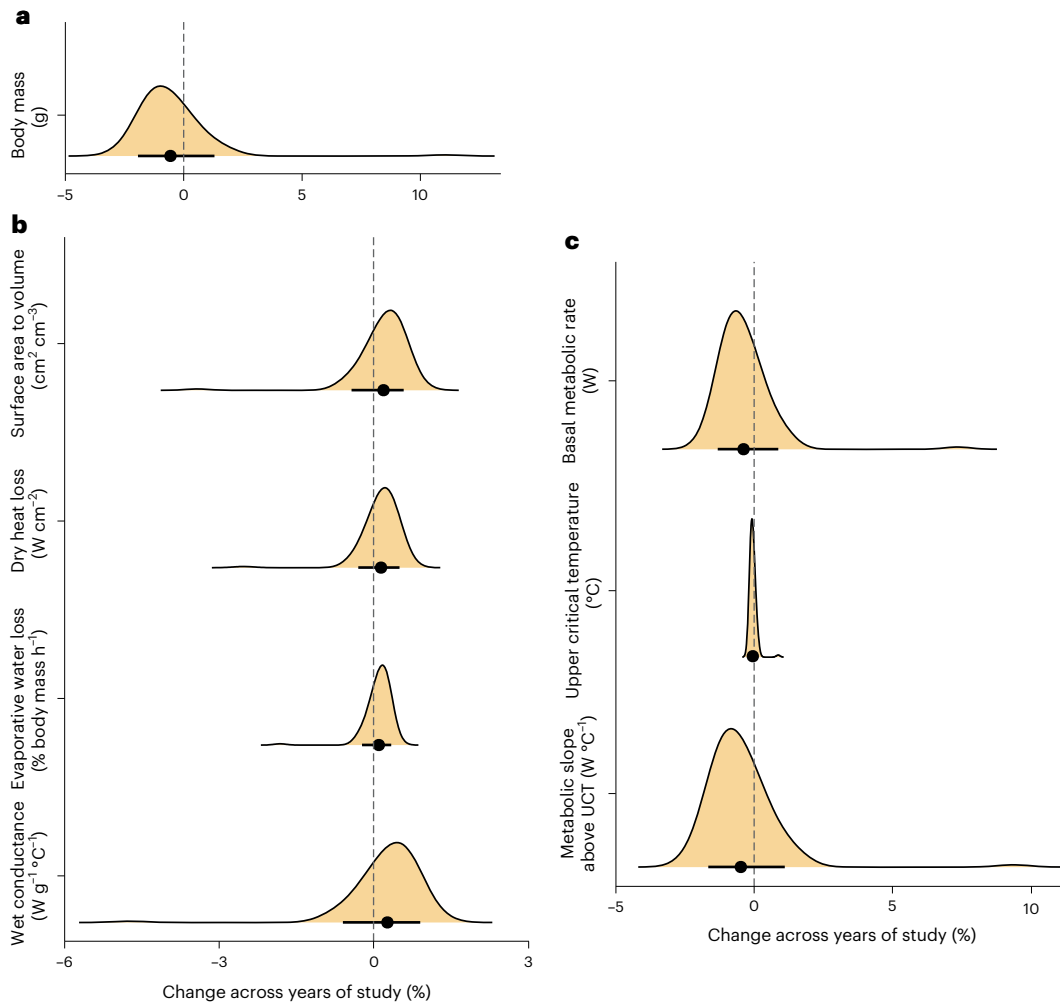 a
Body mass
(g)
−5
0
5
10
b
Surface area to volume
(cm² cm⁻³)
Dry heat loss
(W cm⁻²)
Evaporative water loss
(% body mass h⁻¹)
Wet conductance
(W g⁻¹ °C⁻¹)
−6
−3
0
3
Change across years of study (%)
c
Basal metabolic rate
(W)
Upper critical temperature
(°C)
Metabolic slope
above UCT (W °C⁻¹)
−5
0
5
10
Change across years of study (%)